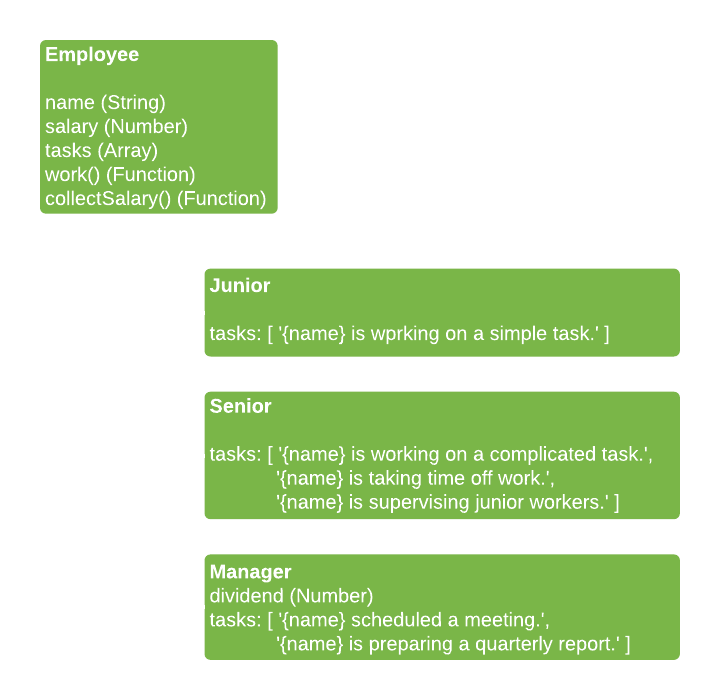 Employee
name (String)
salary (Number)
tasks (Array)
work() (Function)
collectSalary() (Function)
Junior
tasks: [ '{name} is wprking on a simple task.' ]
Senior
tasks: [ '{name} is working on a complicated task.',
'{name} is taking time off work.',
'{name} is supervising junior workers.' ]
Manager
dividend (Number)
tasks: [ '{name} scheduled a meeting.',
'{name} is preparing a quarterly report.' ]